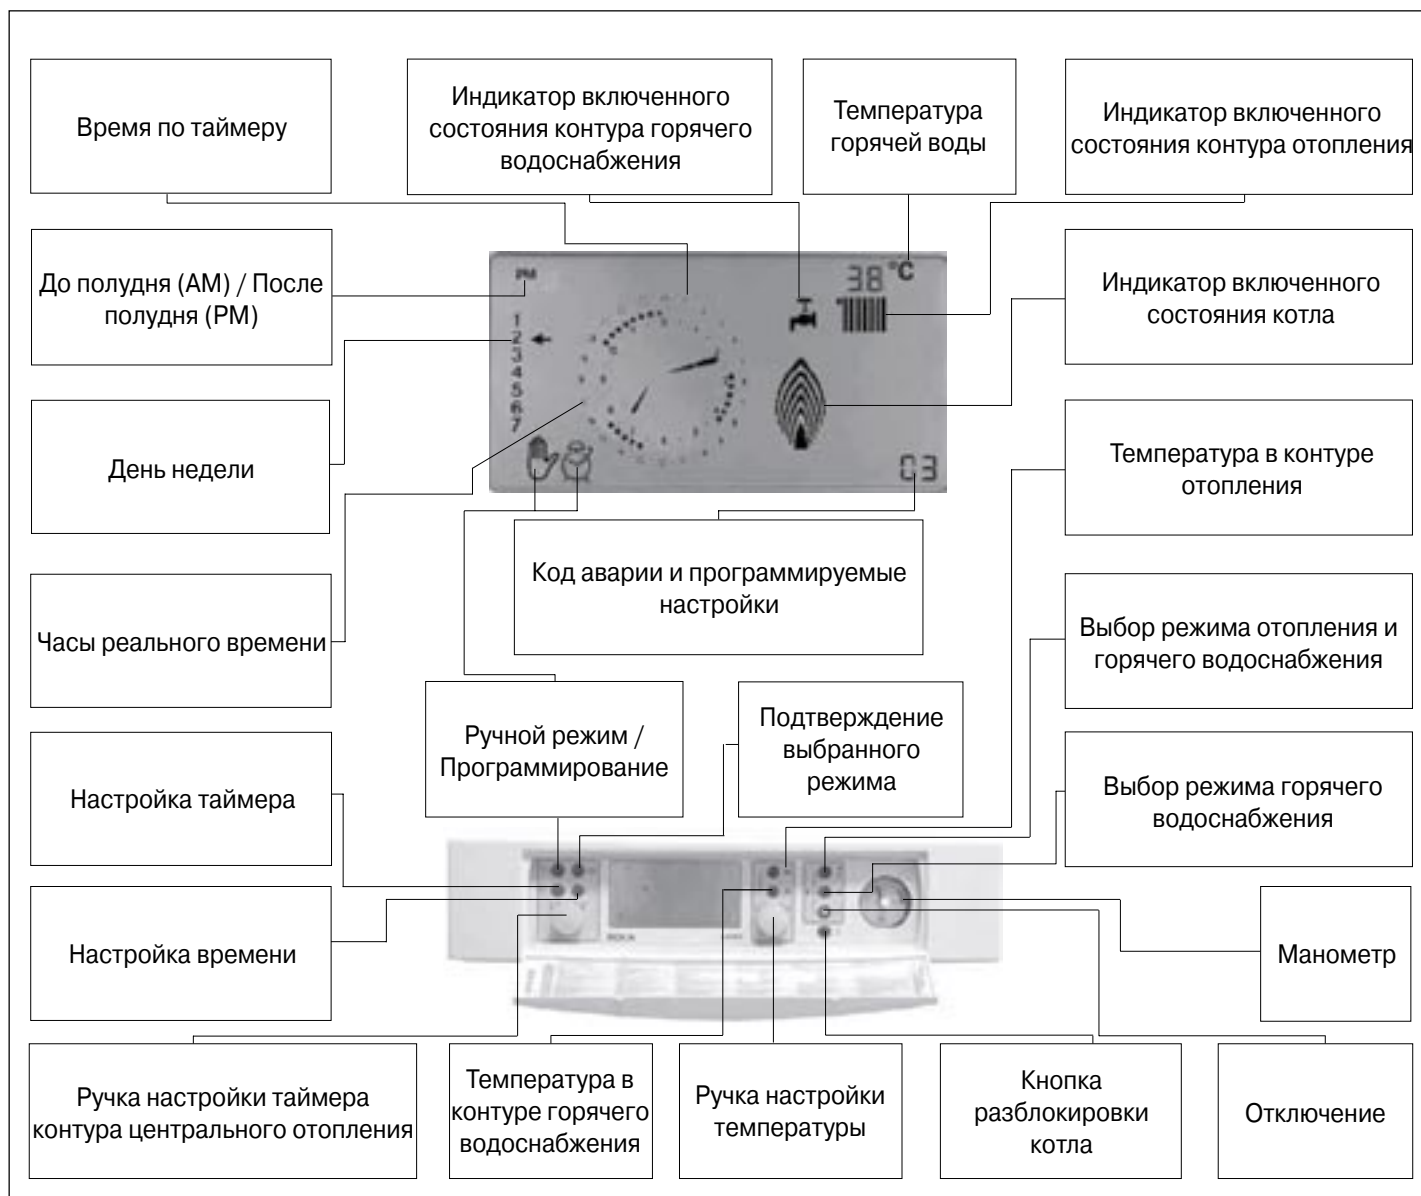 Время по таймеру
Индикатор включенного
состояния контура горячего
водоснабжения
Температура
горячей воды
Индикатор включенного
состояния контура отопления
До полудня (AM) / После
полудня (PM)
PM
38 °C
1
2
3
4
5
6
7
03
Индикатор включенного
состояния котла
День недели
Температура в контуре
отопления
Код аварии и программируемые
настройки
Часы реального времени
Выбор режима отопления и
горячего водоснабжения
Ручной режим /
Программирование
Подтверждение
выбранного
режима
Настройка таймера
Выбор режима горячего
водоснабжения
Настройка времени
Манометр
Ручка настройки таймера
контура центрального отопления
Температура в
контуре горячего
водоснабжения
Ручка настройки
температуры
Кнопка
разблокировки
котла
Отключение